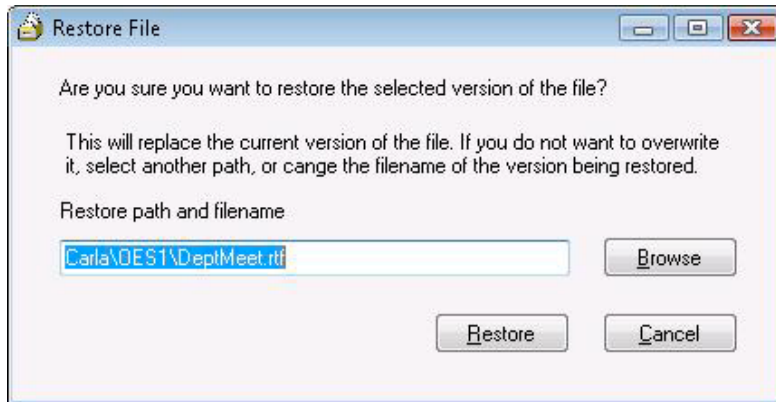 Restore File
Are you sure you want to restore the selected version of the file?
This will replace the current version of the file. If you do not want to overwrite
it, select another path, or cange the filename of the version being restored.
Restore path and filename
Carla\OES1\DeptMeet.rtf
Browse
Restore
Cancel